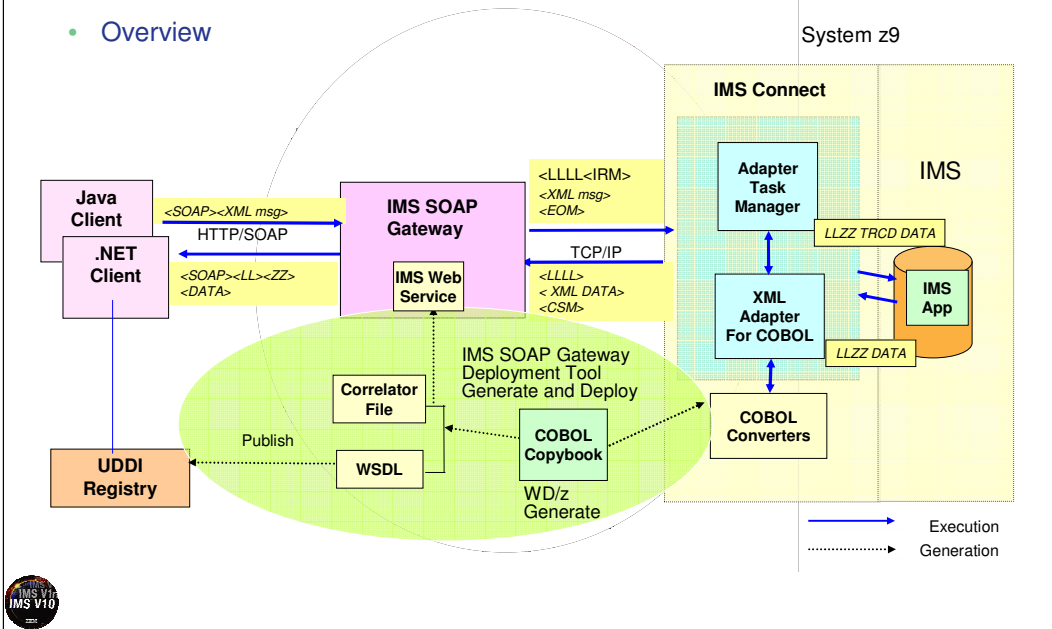 • Overview
System z9
IMS Connect
IMS
Adapter
Task
Manager
<LLLL<IRM>
<XML msg>
<EOM>
Java
Client
<SOAP><XML msg>
IMS SOAP
Gateway
HTTP/SOAP
TCP/IP
LLZZ TRCD DATA
.NET
Client
<SOAP><LL><ZZ>
<DATA>
IMS Web
Service
<LLLL>
< XML DATA>
<CSM>
XML
Adapter
For COBOL
IMS
App
LLZZ DATA
IMS SOAP Gateway
Deployment Tool
Generate and Deploy
Correlator
File
COBOL
Copybook
COBOL
Converters
Publish
UDDI
Registry
WSDL
WD/z
Generate
Execution
Generation
IMS V10